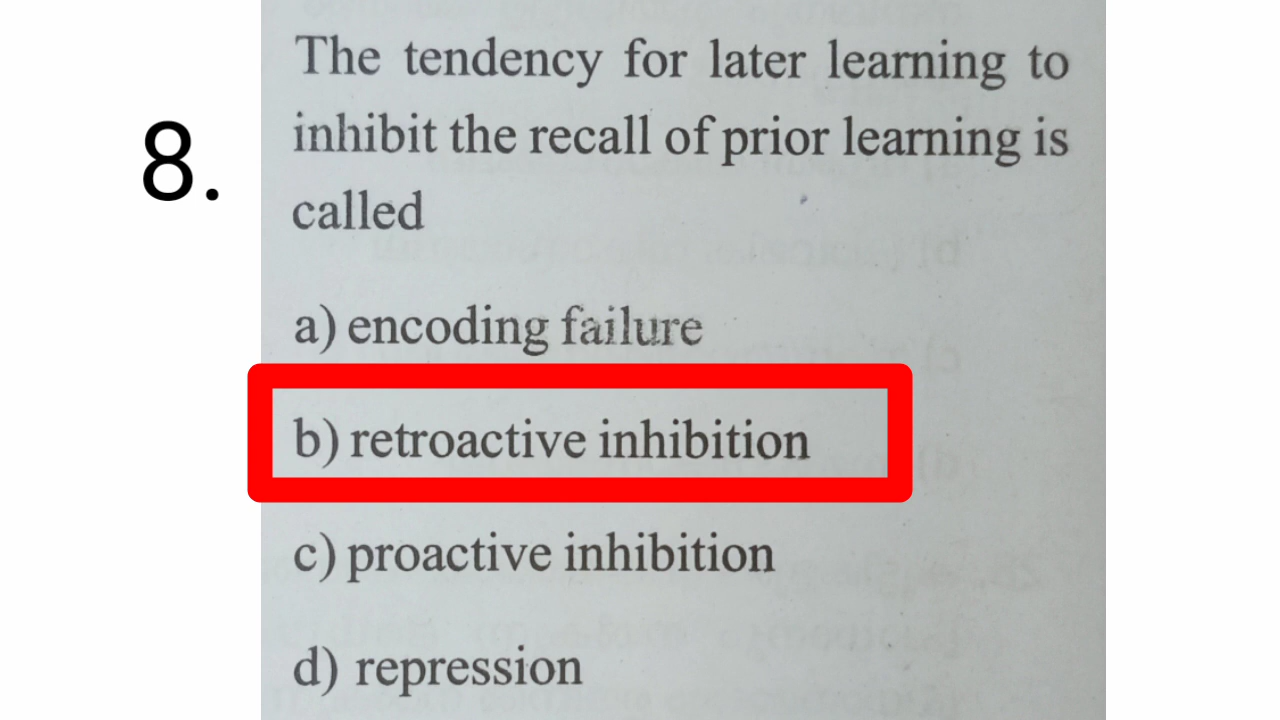 8.
The tendency for later learning to
inhibit the recall of prior learning is
called
a) encoding failure
b) retroactive inhibition
c) proactive inhibition
d) repression